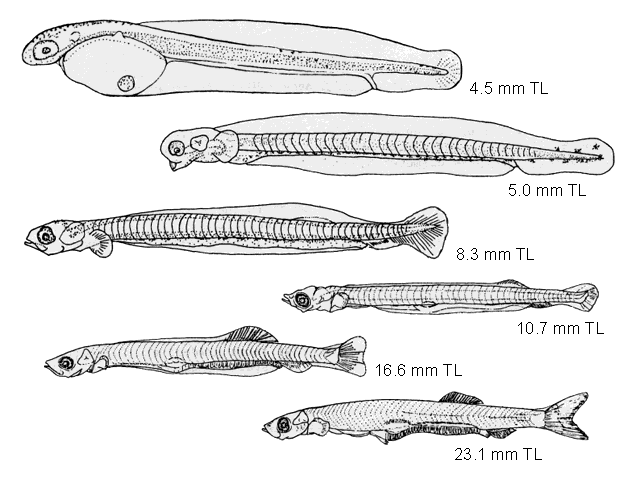 4.5 mm TL
5.0 mm TL
8.3 mm TL
10.7 mm TL
16.6 mm TL
23.1 mm TL